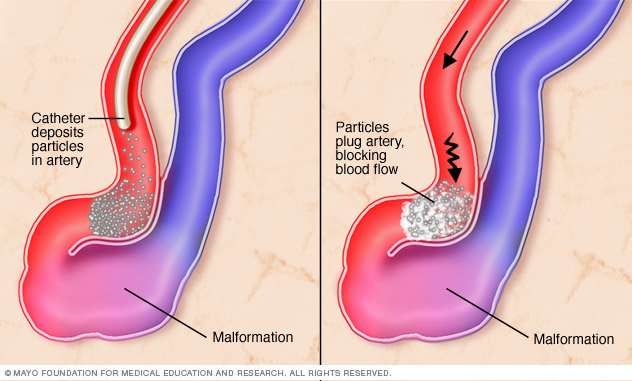 Catheter
deposits
particles
in artery
Malformation
Particles
plug artery,
blocking
blood flow
Malformation
© MAYO FOUNDATION FOR MEDICAL EDUCATION AND RESEARCH. ALL RIGHTS RESERVED.